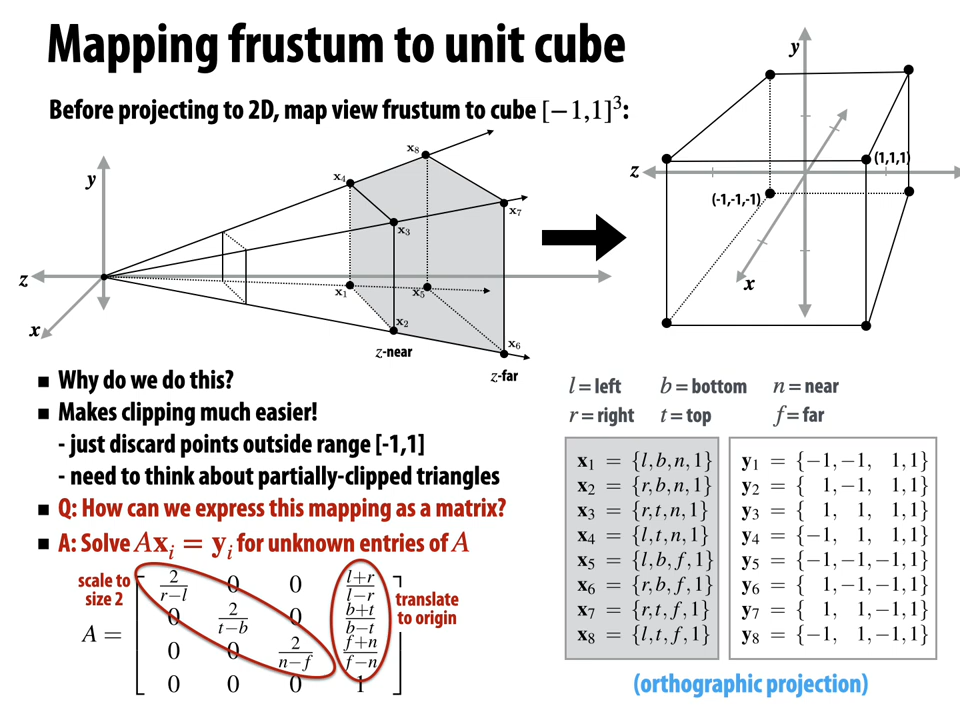 Mapping frustum to unit cube
Before projecting to 2D, map view frustum to cube [−1,1]³:
y
z
x
x₁
x₂
x₃
x₄
x₅
x₆
x₇
x₈
z-near
z-far
y
z
x
(1,1,1)
(-1,-1,-1)
■ Why do we do this?
■ Makes clipping much easier!
- just discard points outside range [-1,1]
- need to think about partially-clipped triangles
■ Q: How can we express this mapping as a matrix?
■ A: Solve Axᵢ = yᵢ for unknown entries of A
scale to
size 2
translate
to origin
A =
2/(r−l) 0 0 (l+r)/(l−r)
0 2/(t−b) 0 (b+t)/(b−t)
0 0 2/(n−f) (f+n)/(f−n)
0 0 0 1
l = left b = bottom n = near
r = right t = top f = far
x₁ = {l,b,n,1}
x₂ = {r,b,n,1}
x₃ = {r,t,n,1}
x₄ = {l,t,n,1}
x₅ = {l,b,f,1}
x₆ = {r,b,f,1}
x₇ = {r,t,f,1}
x₈ = {l,t,f,1}
y₁ = {−1,−1, 1,1}
y₂ = { 1,−1, 1,1}
y₃ = { 1, 1, 1,1}
y₄ = {−1, 1, 1,1}
y₅ = {−1,−1,−1,1}
y₆ = { 1,−1,−1,1}
y₇ = { 1, 1,−1,1}
y₈ = {−1, 1,−1,1}
(orthographic projection)